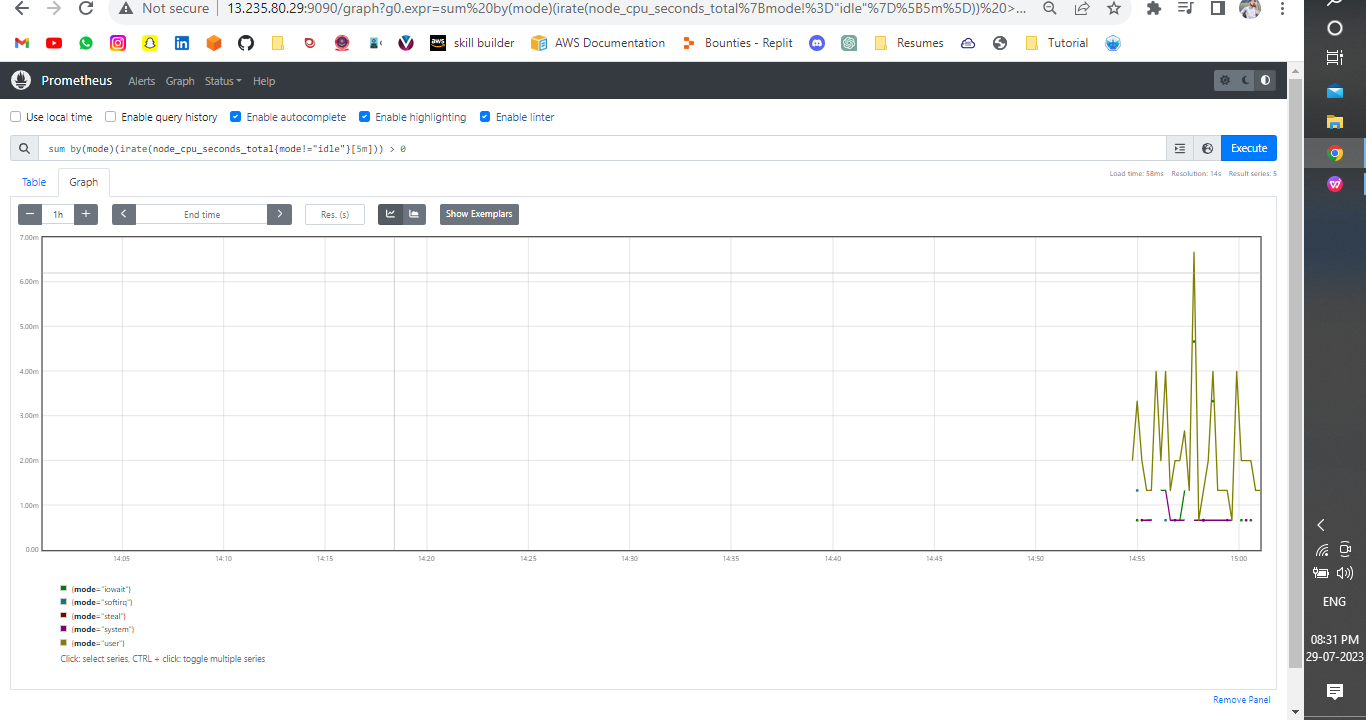 Not secure 13.235.80.29:9090/graph?g0.expr=sum%20by(mode)(irate(node_cpu_seconds_total%7Bmode!%3D"idle"%7D%5B5m%5D))%20>...
aws skill builder AWS Documentation Bounties - Replit Resumes Tutorial
Prometheus Alerts Graph Status Help
Use local time Enable query history Enable autocomplete Enable highlighting Enable linter
sum by(mode)(irate(node_cpu_seconds_total{mode!="idle"}[5m])) > 0 Execute
Load time: 58ms Resolution: 14s Result series: 5
Table Graph
1h End time Res. (s) Show Exemplars
7.00m
6.00m
5.00m
4.00m
3.00m
2.00m
1.00m
0.00
14:05 14:10 14:15 14:20 14:25 14:30 14:35 14:40 14:45 14:50 14:55 15:00
{mode="iowait"}
{mode="softirq"}
{mode="steal"}
{mode="system"}
{mode="user"}
Click: select series, CTRL + click: toggle multiple series
Remove Panel
ENG
08:31 PM
29-07-2023